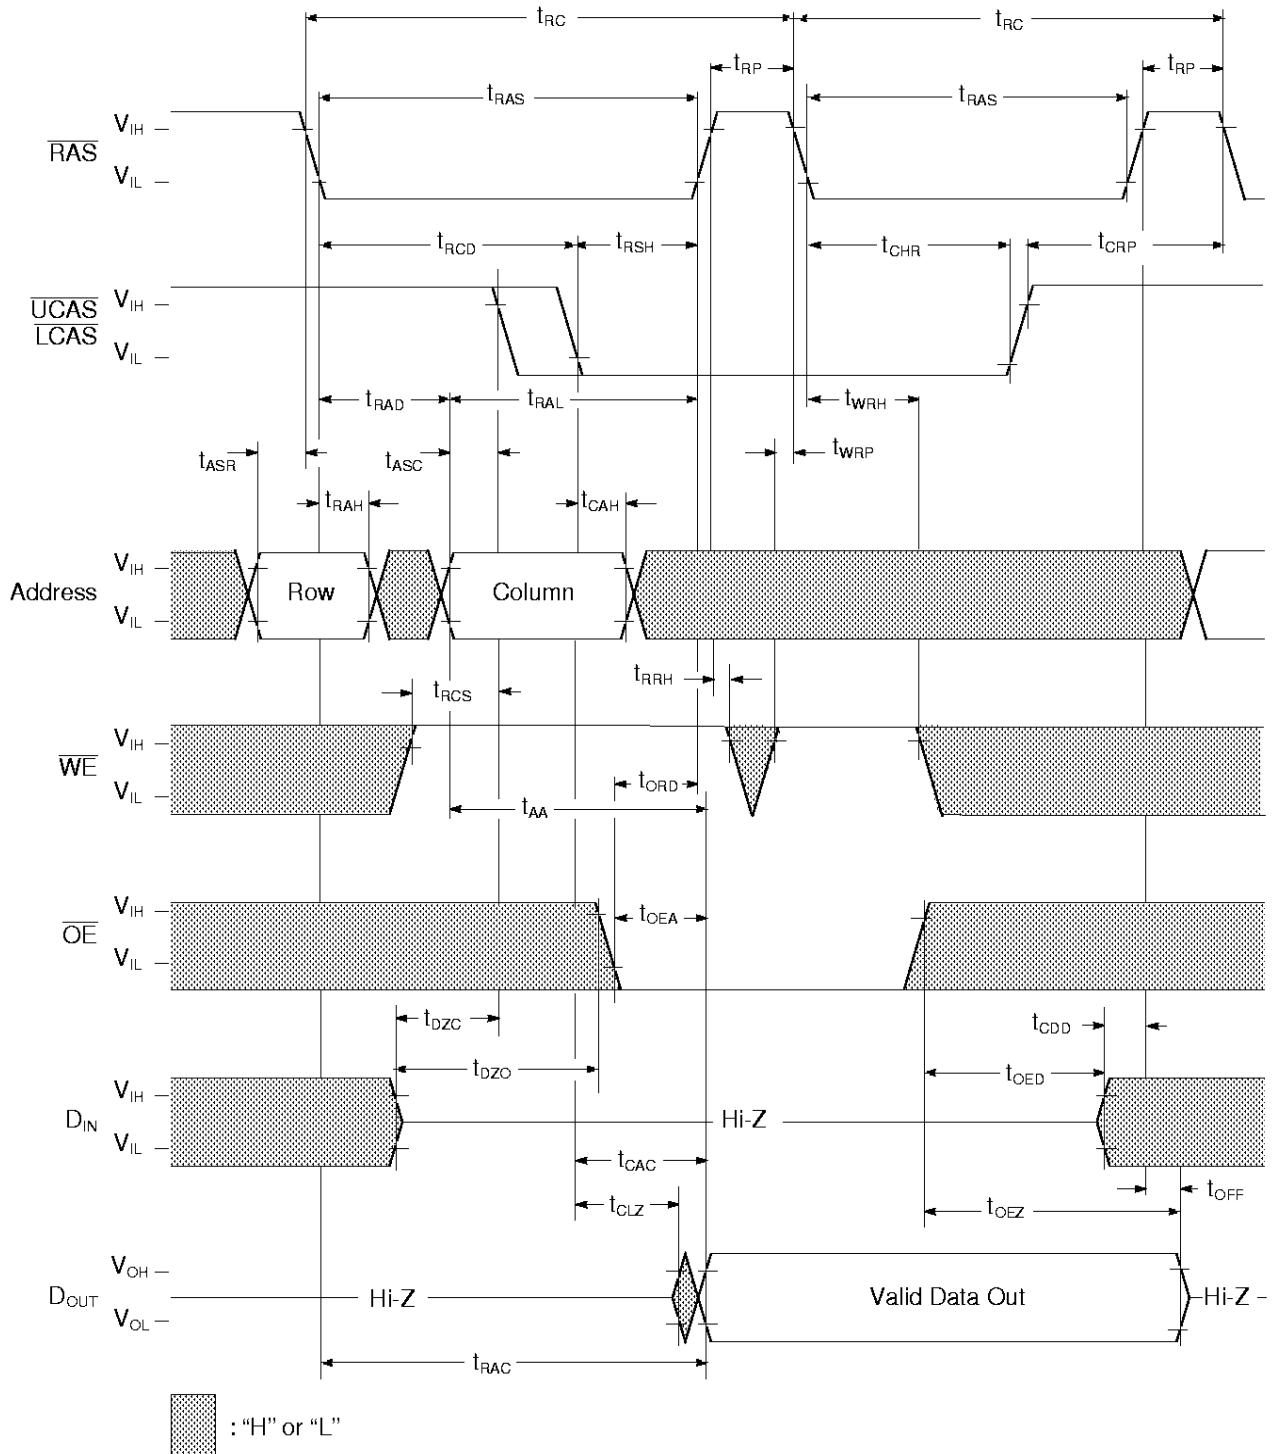 tRC tRC
tRP tRP
tRAS tRAS
RAS VIH
VIL
tRCD tRSH tCHR tCRP
UCAS VIH
LCAS VIL
tRAD tRAL tWRH
tASR tASC tWRP
tRAH tCAH
Address VIH
VIL
Row Column
tRRH
tRCS
WE VIH
VIL
tORD
tAA
OE VIH
VIL
tOEA
tDZC tCDD
tDZO tOED
DIN VIH
VIL
Hi-Z
tCAC
tCLZ tOEZ tOFF
DOUT VOH
VOL
Hi-Z Valid Data Out Hi-Z
tRAC
: “H” or “L”